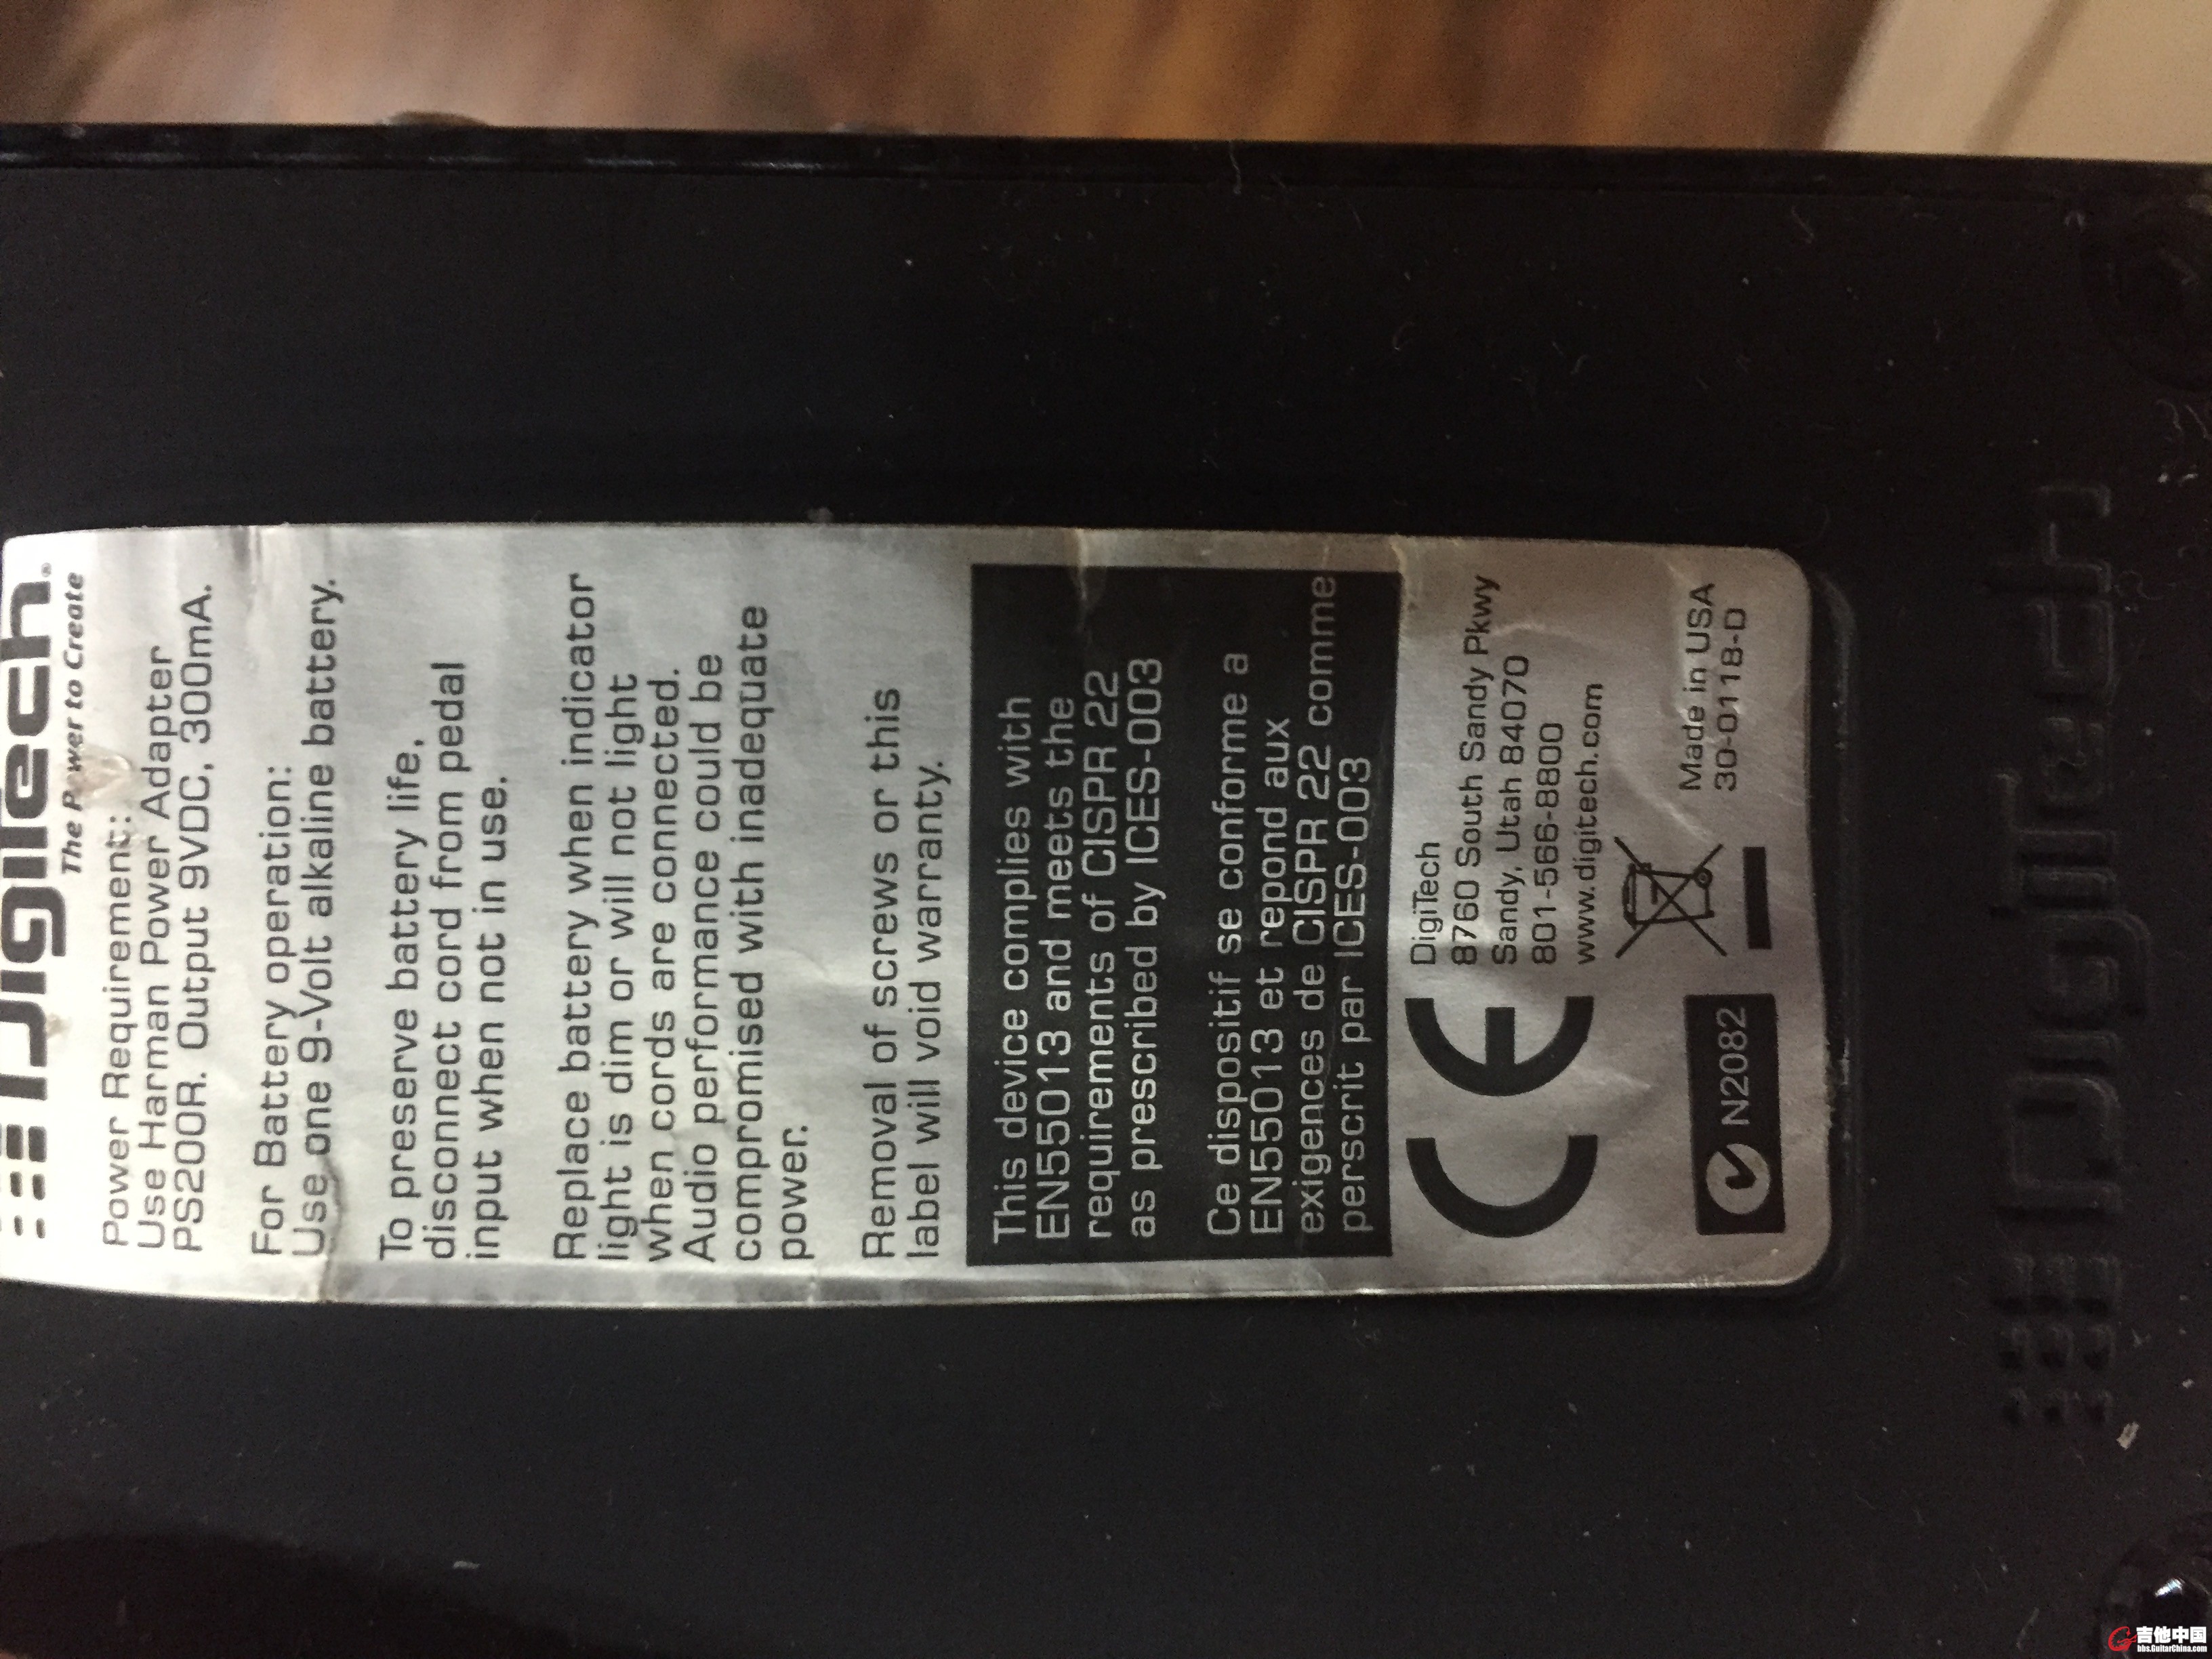 DigiTech®
The Power to Create
Power Requirement:
Use Harman Power Adapter
PS200R. Output 9VDC, 300mA.
For Battery operation:
Use one 9-Volt alkaline battery.
To preserve battery life,
disconnect cord from pedal
input when not in use.
Replace battery when indicator
light is dim or will not light
when cords are connected.
Audio performance could be
compromised with inadequate
power.
Removal of screws or this
label will void warranty.
This device complies with
EN55013 and meets the
requirements of CISPR 22
as prescribed by ICES-003
Ce dispositif se conforme a
EN55013 et repond aux
exigences de CISPR 22 comme
perscrit par ICES-003
CE
DigiTech
8760 South Sandy Pkwy
Sandy, Utah 84070
801-566-8800
www.digitech.com
N2082
Made in USA
30-0118-D
DigiTech
吉他中国
bbs.GuitarChina.com